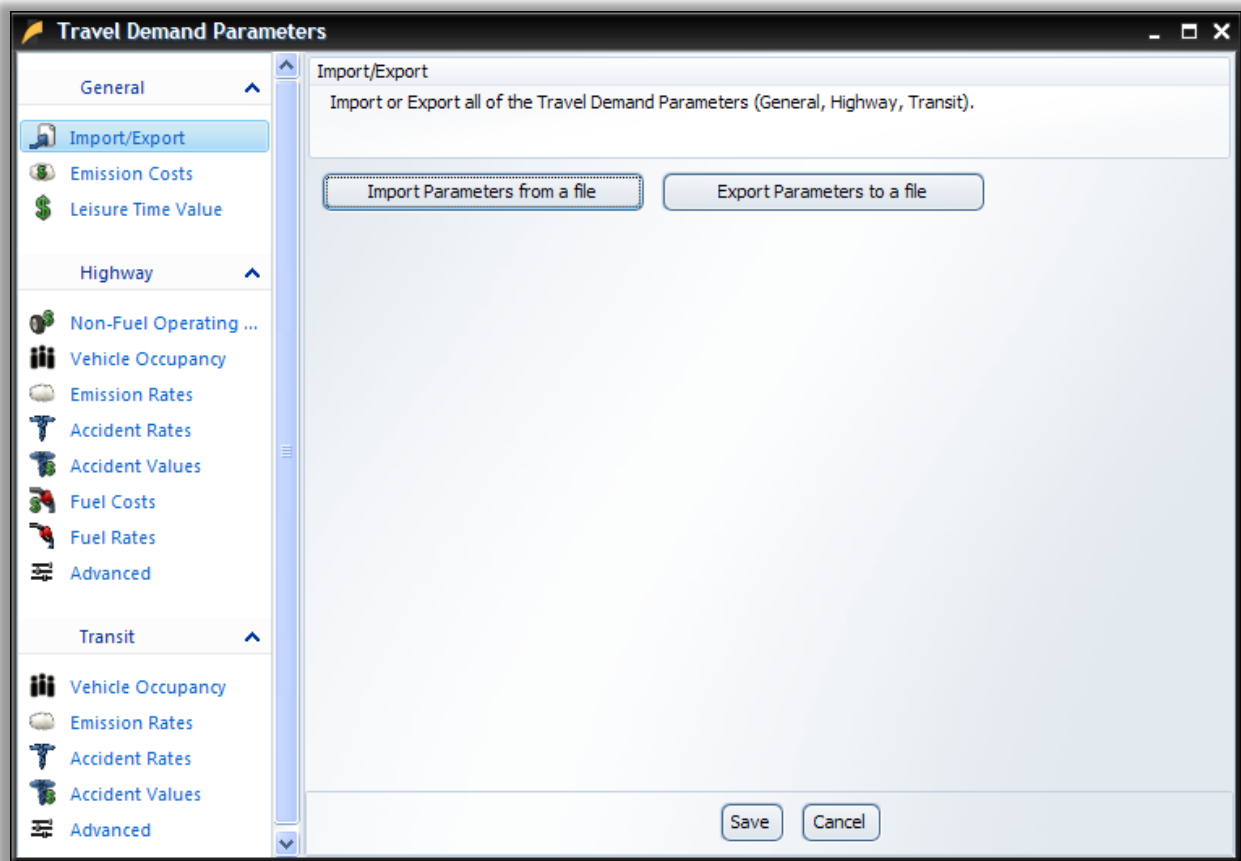 Travel Demand Parameters
General
Import/Export
Emission Costs
Leisure Time Value
Highway
Non-Fuel Operating ...
Vehicle Occupancy
Emission Rates
Accident Rates
Accident Values
Fuel Costs
Fuel Rates
Advanced
Transit
Vehicle Occupancy
Emission Rates
Accident Rates
Accident Values
Advanced
Import/Export
Import or Export all of the Travel Demand Parameters (General, Highway, Transit).
Import Parameters from a file
Export Parameters to a file
Save
Cancel